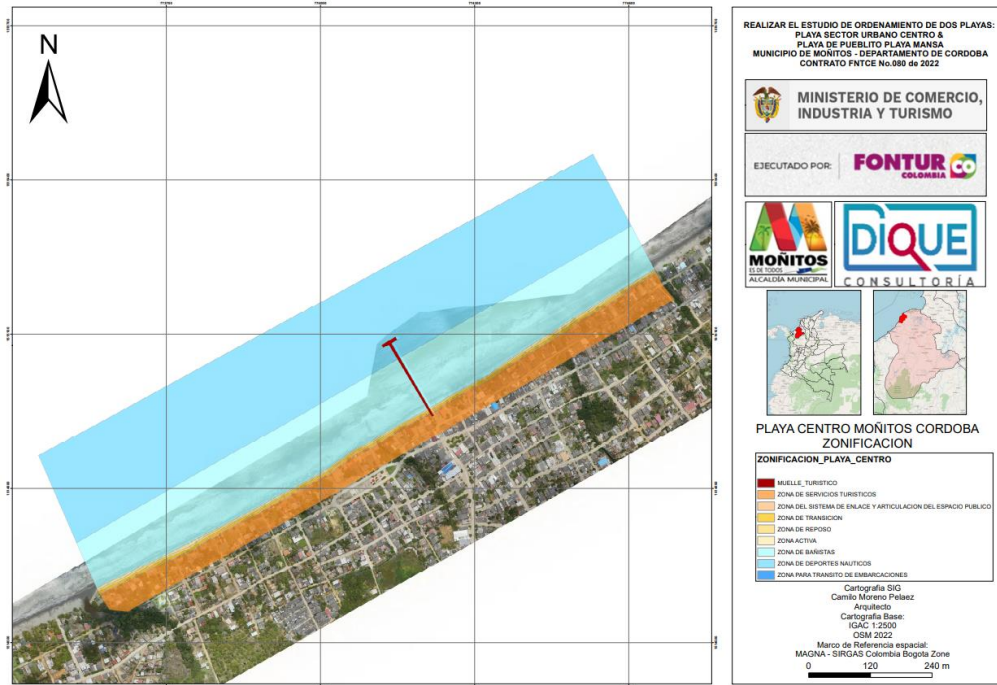 N
REALIZAR EL ESTUDIO DE ORDENAMIENTO DE DOS PLAYAS:
PLAYA SECTOR URBANO CENTRO &
PLAYA DE PUEBLITO PLAYA MANSA
MUNICIPIO DE MOÑITOS - DEPARTAMENTO DE CORDOBA
CONTRATO FNTCE No.080 de 2022
MINISTERIO DE COMERCIO,
INDUSTRIA Y TURISMO
EJECUTADO POR:
FONTUR
COLOMBIA
MOÑITOS
ES DE TODOS
ALCALDÍA MUNICIPAL
DIQUE
CONSULTORÍA
PLAYA CENTRO MOÑITOS CORDOBA
ZONIFICACION
ZONIFICACION_PLAYA_CENTRO
MUELLE_TURISTICO
ZONA DE SERVICIOS TURISTICOS
ZONA DEL SISTEMA DE ENLACE Y ARTICULACION DEL ESPACIO PUBLICO
ZONA DE TRANSICION
ZONA DE REPOSO
ZONA ACTIVA
ZONA DE BAÑISTAS
ZONA DE DEPORTES NAUTICOS
ZONA PARA TRANSITO DE EMBARCACIONES
Cartografia SIG
Camilo Moreno Pelaez
Arquitecto
Cartografia Base:
IGAC 1:2500
OSM 2022
Marco de Referencia espacial:
MAGNA - SIRGAS Colombia Bogota Zone
0 120 240 m